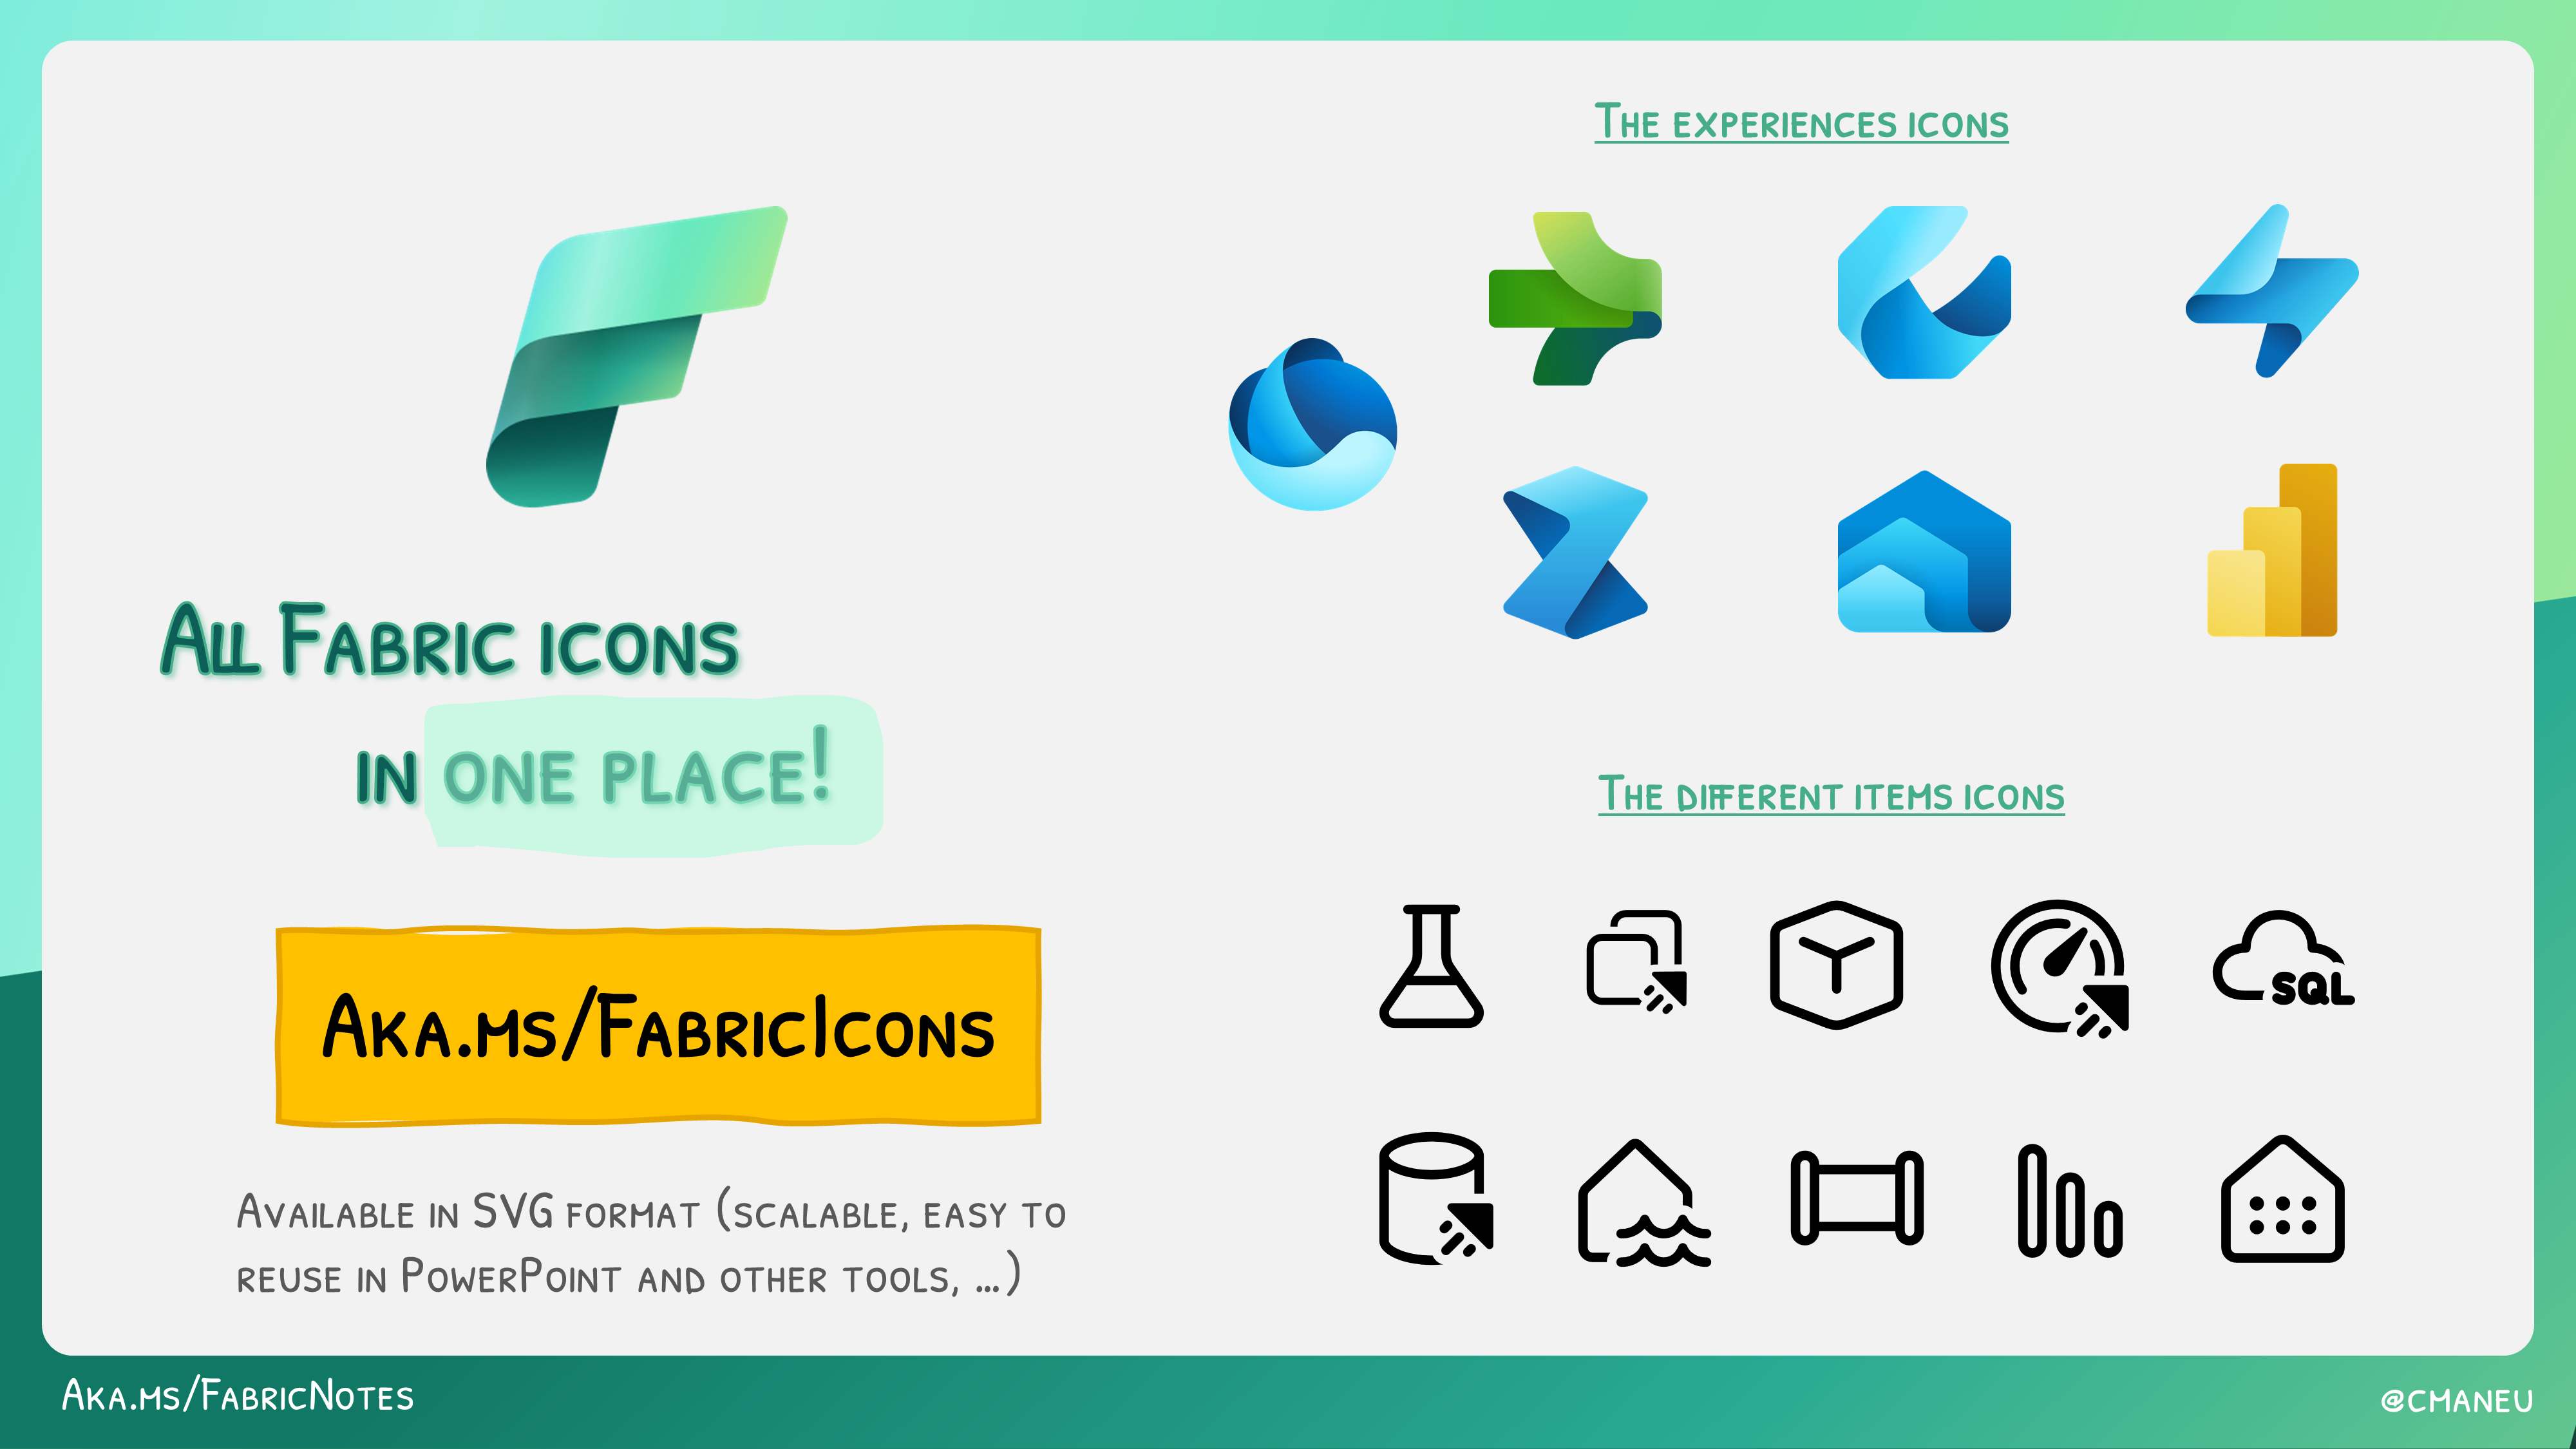 All Fabric icons
in one place!
Aka.ms/FabricIcons
Available in SVG format (scalable, easy to
reuse in PowerPoint and other tools, ...)
The experiences icons
The different items icons
SQL
Aka.ms/FabricNotes
@cmaneu